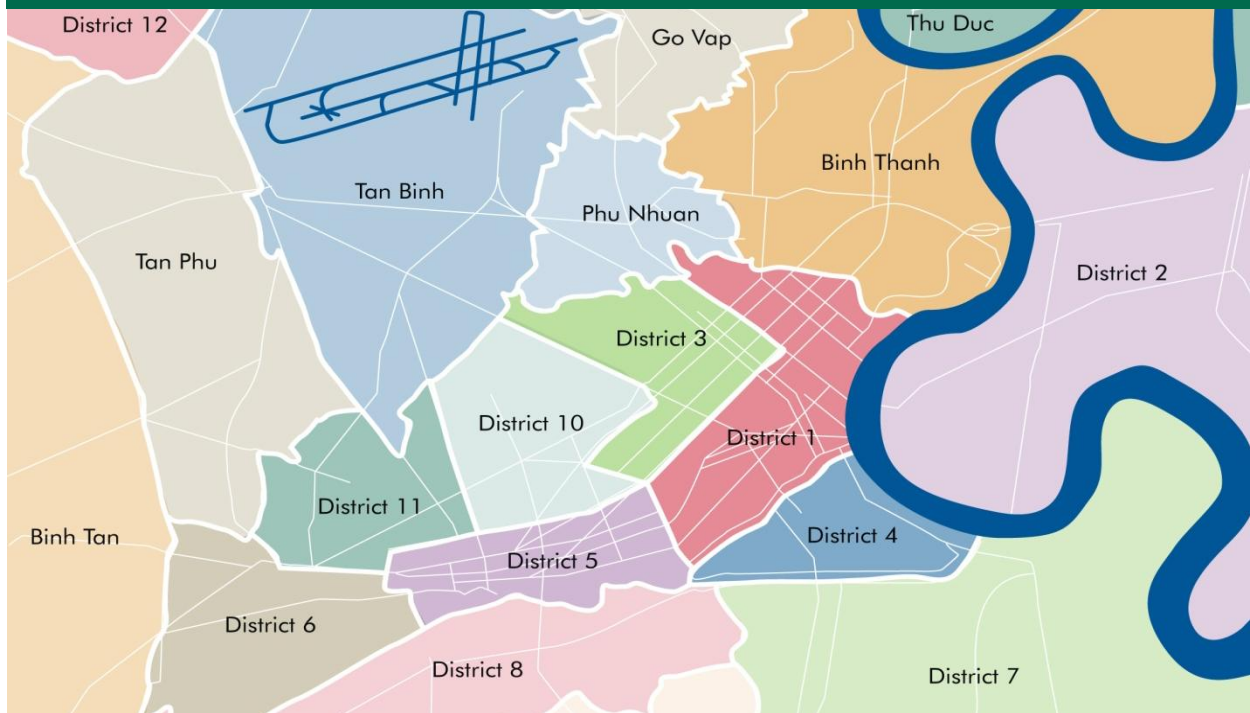 District 12
Thu Duc
Go Vap
Binh Thanh
Tan Binh
Phu Nhuan
Tan Phu
District 2
District 3
District 10
District 1
District 11
District 4
Binh Tan
District 5
District 6
District 8
District 7